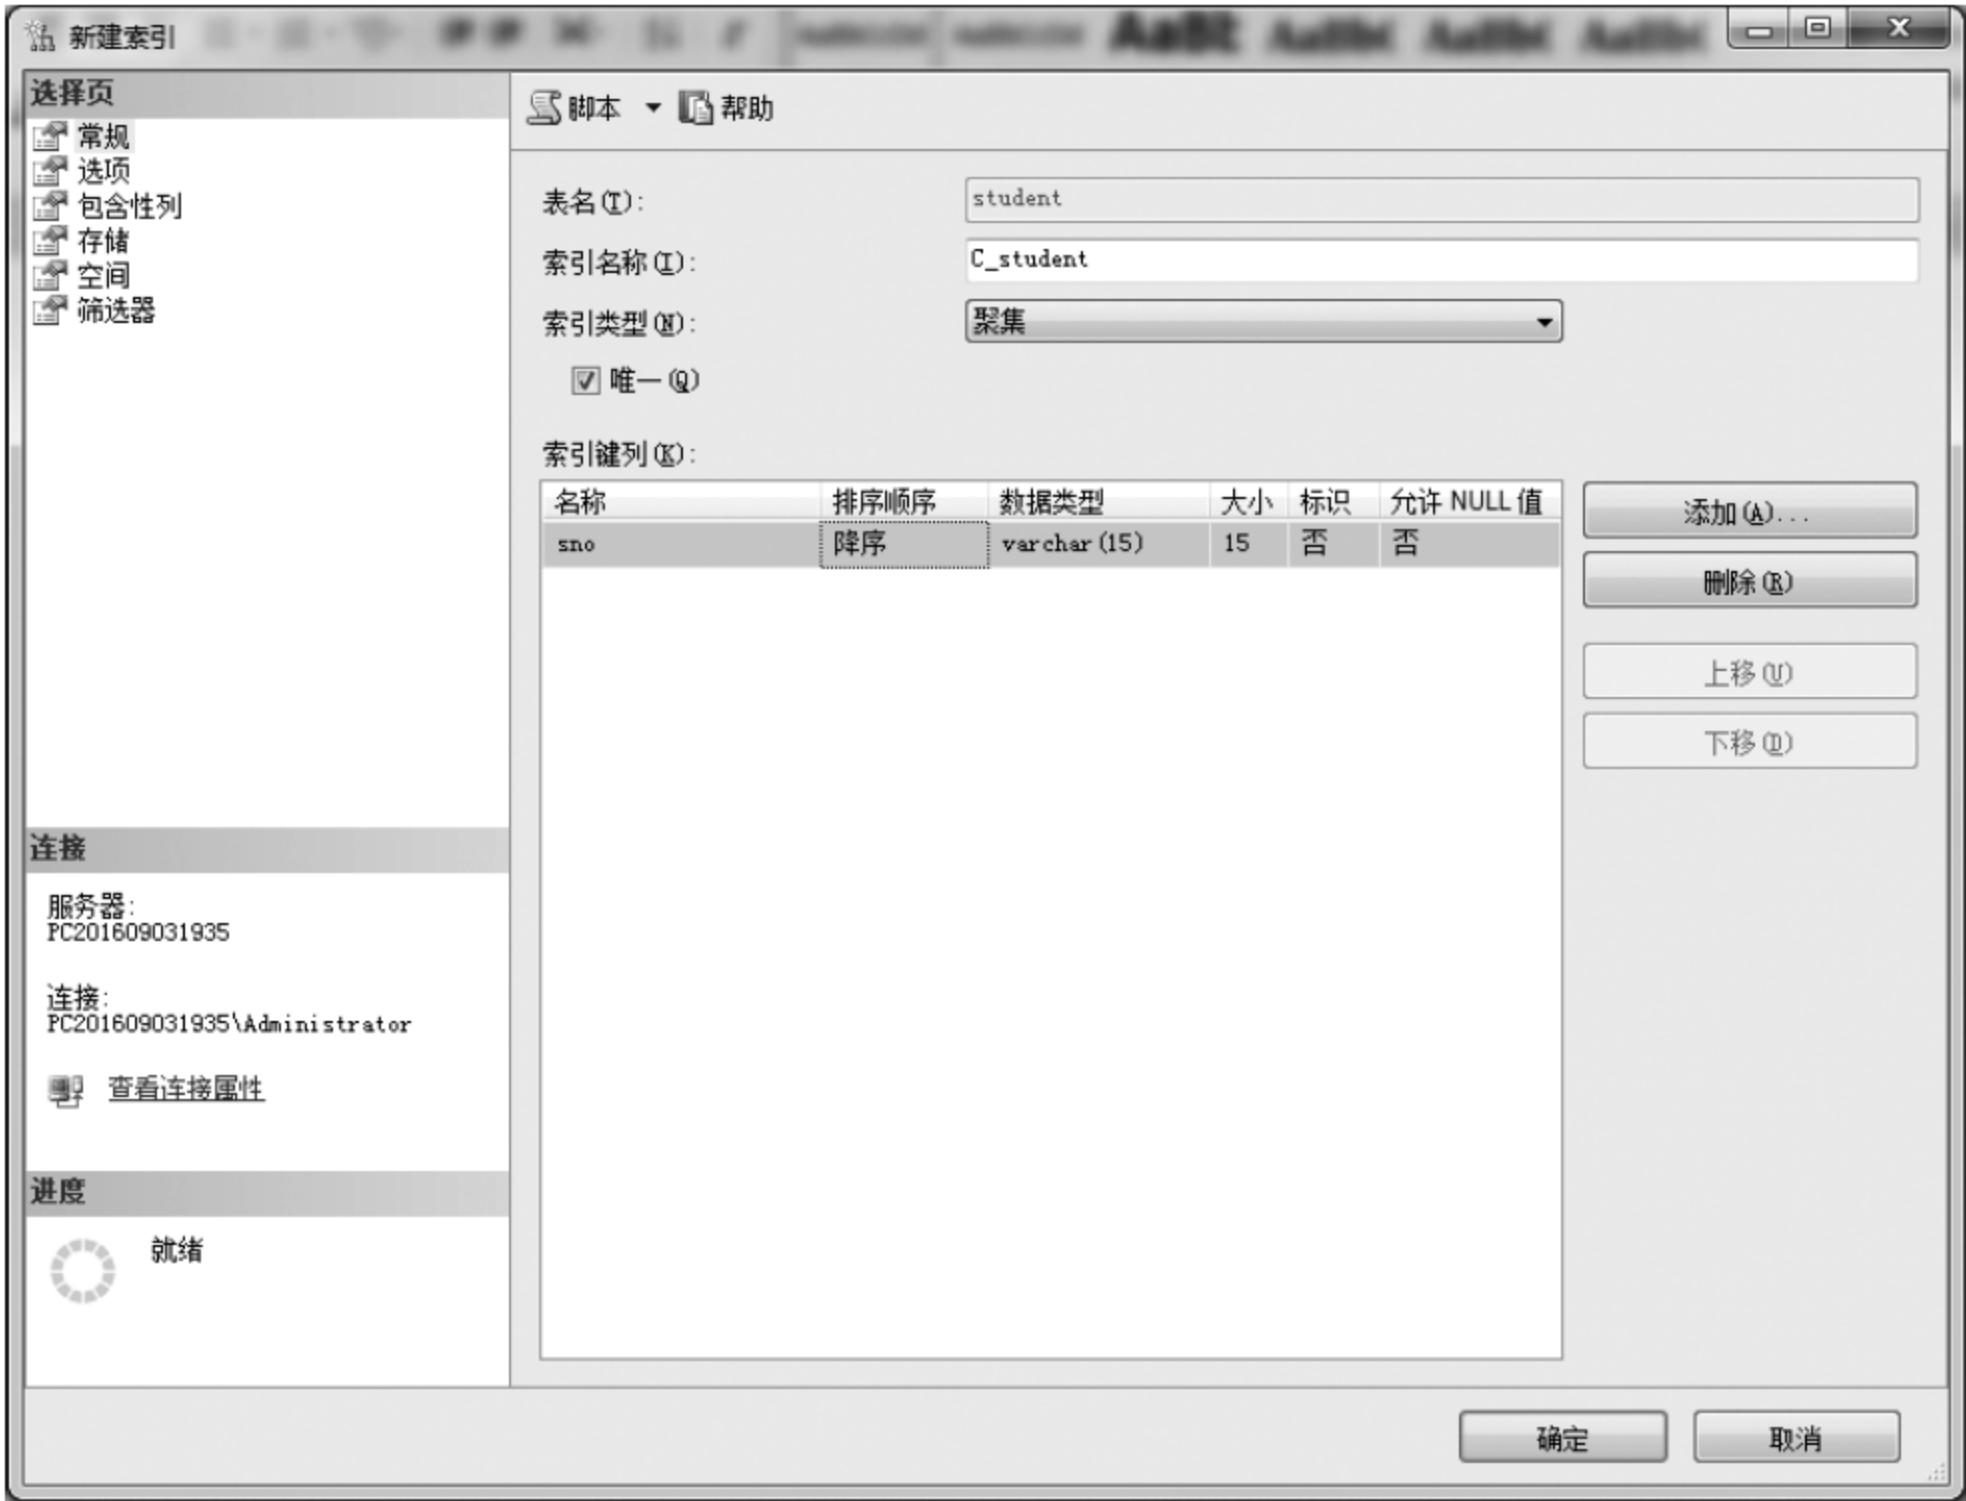 新建索引
AaBb AaBb( AaBb( AaBb(
选择页
常规
选项
包含性列
存储
空间
筛选器
脚本 帮助
表名(T): student
索引名称(I): C_student
索引类型(N): 聚集
唯一(Q)
索引键列(K):
名称 排序顺序 数据类型 大小 标识 允许 NULL 值
sno 降序 varchar(15) 15 否 否
添加(A)...
删除(R)
上移(U)
下移(D)
连接
服务器:
PC201609031935
连接:
PC201609031935\Administrator
查看连接属性
进度
就绪
确定 取消